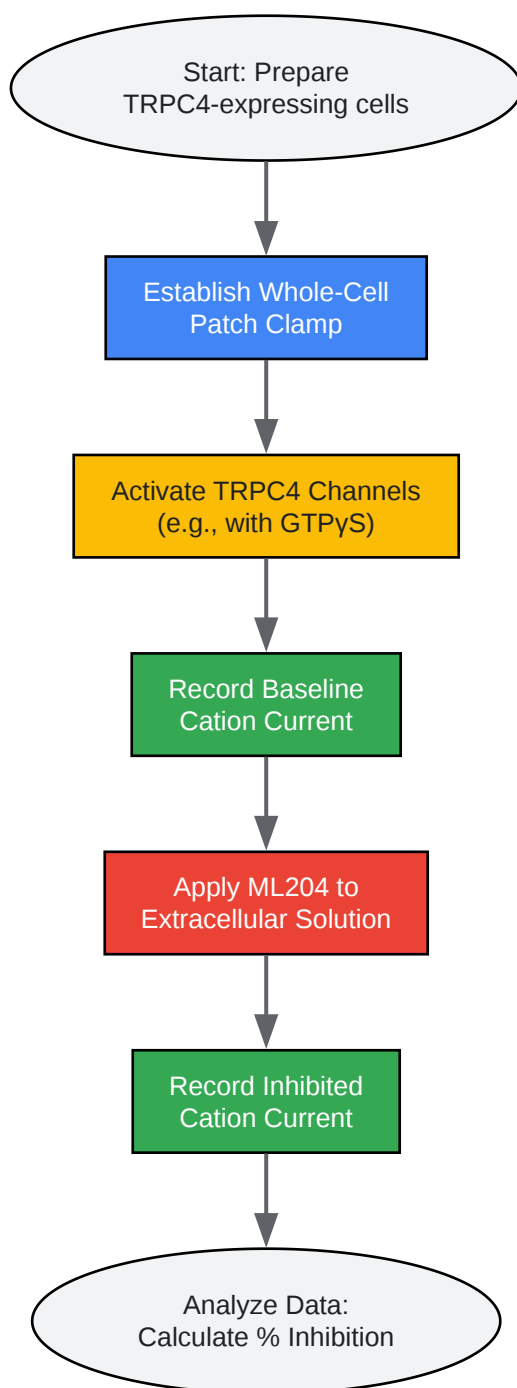 Start: Prepare
TRPC4-expressing cells
Establish Whole-Cell
Patch Clamp
Activate TRPC4 Channels
(e.g., with GTPγS)
Record Baseline
Cation Current
Apply ML204 to
Extracellular Solution
Record Inhibited
Cation Current
Analyze Data:
Calculate % Inhibition